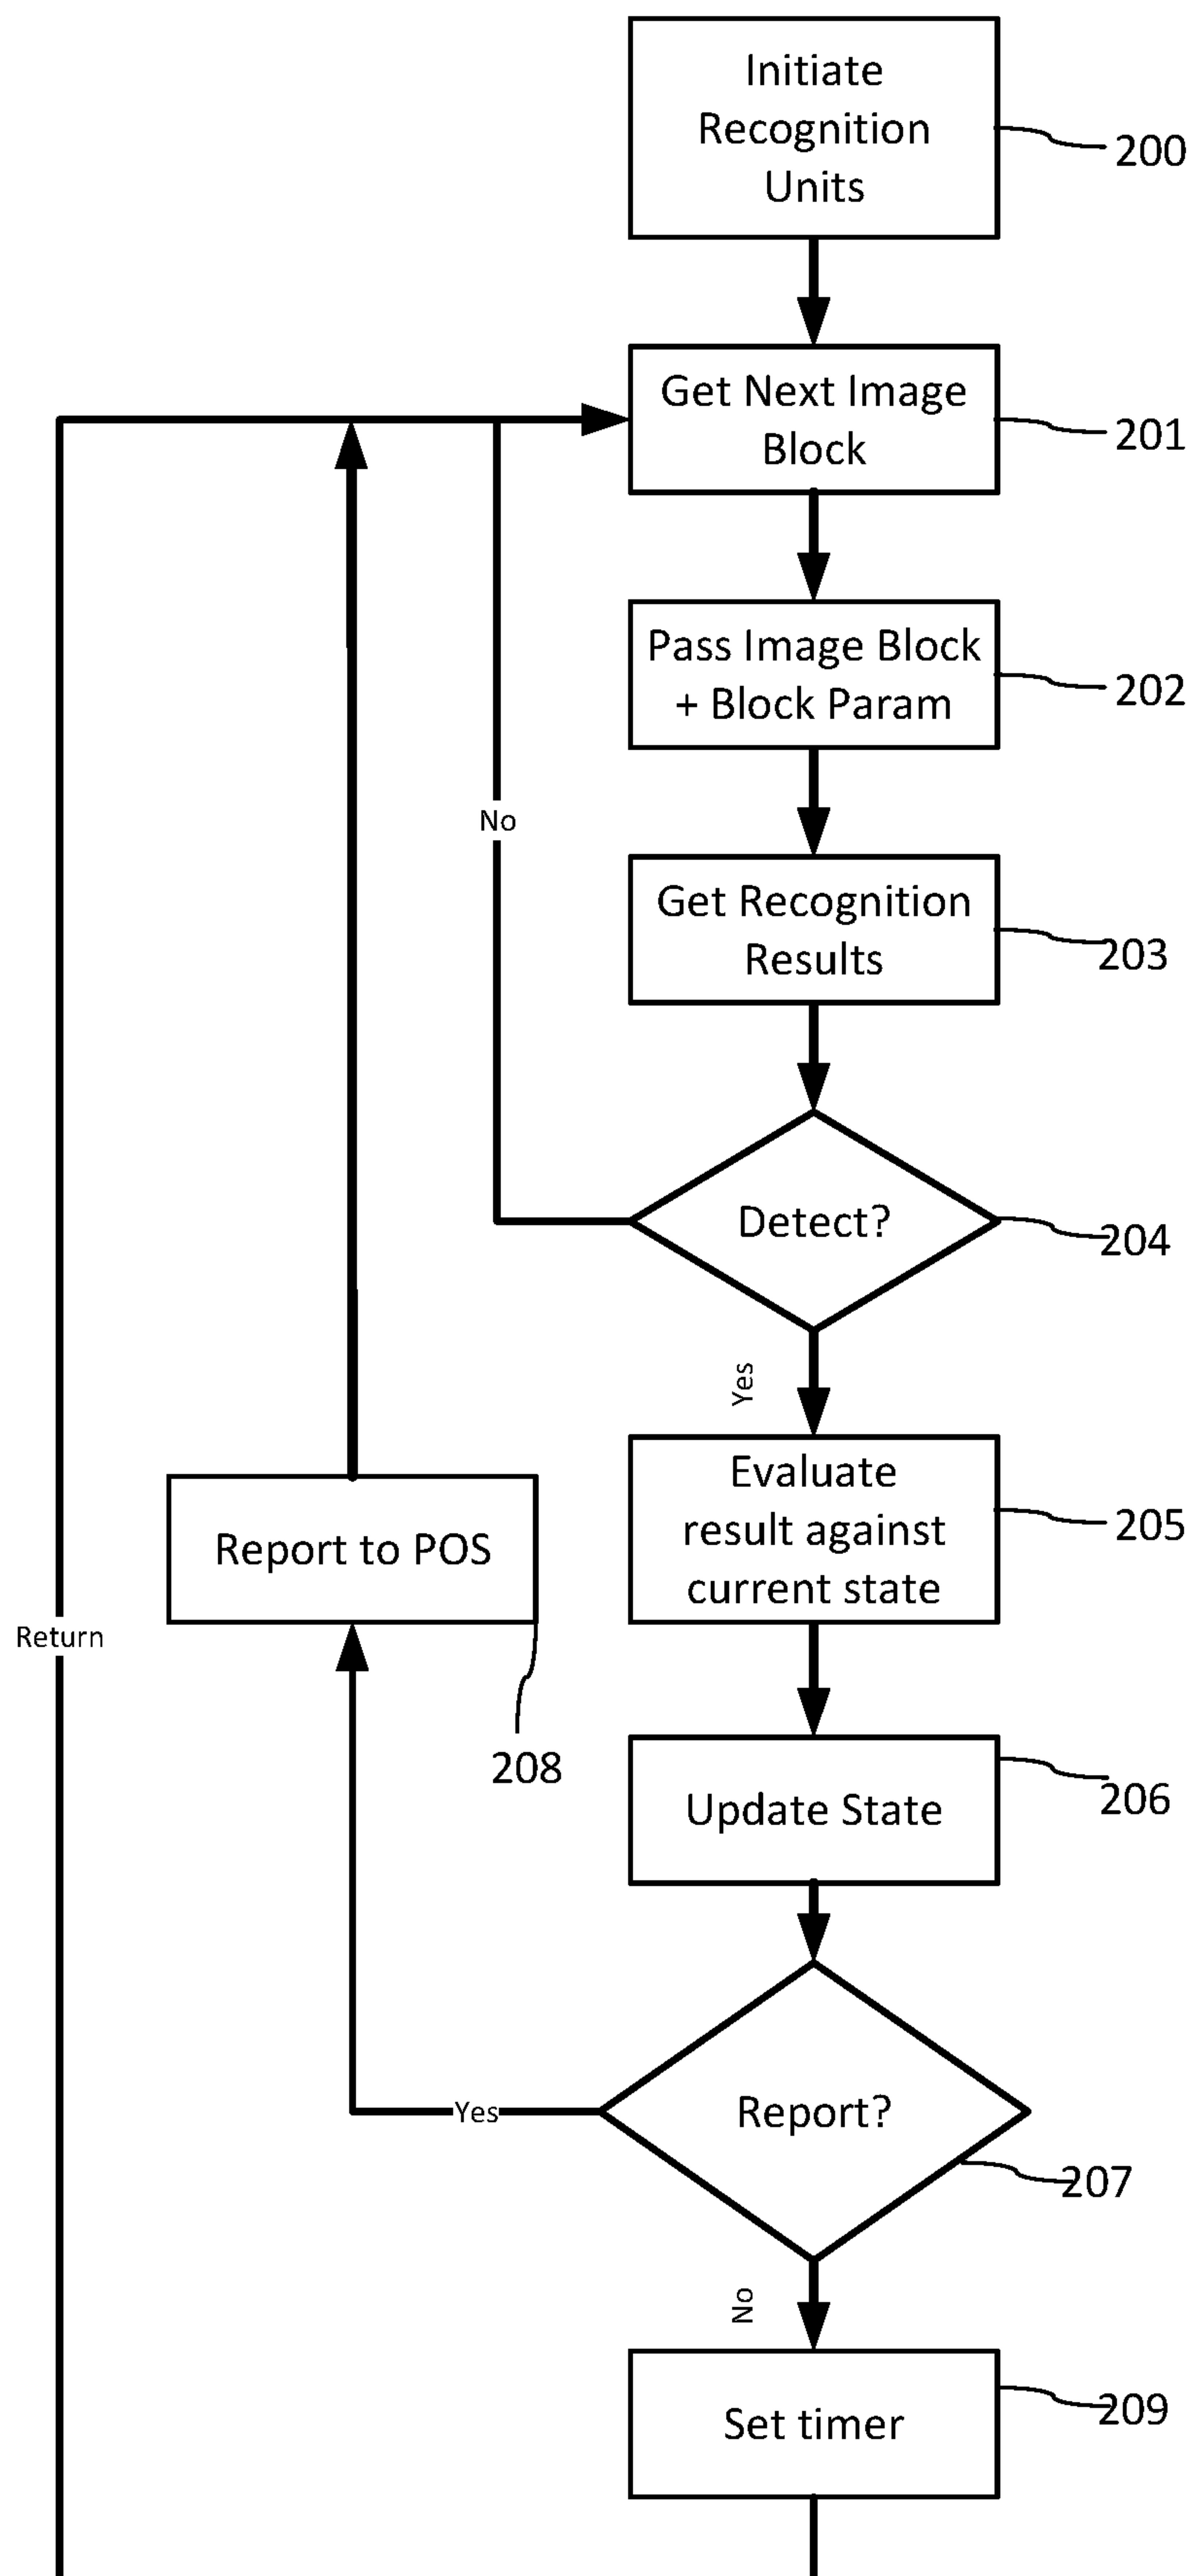 Initiate
Recognition
Units
200
Get Next Image
Block
201
Pass Image Block
+ Block Param
202
No
Get Recognition
Results
203
Detect?
204
Yes
Evaluate
result against
current state
205
Report to POS
Return
208
Update State
206
Report?
Yes
207
No
Set timer
209